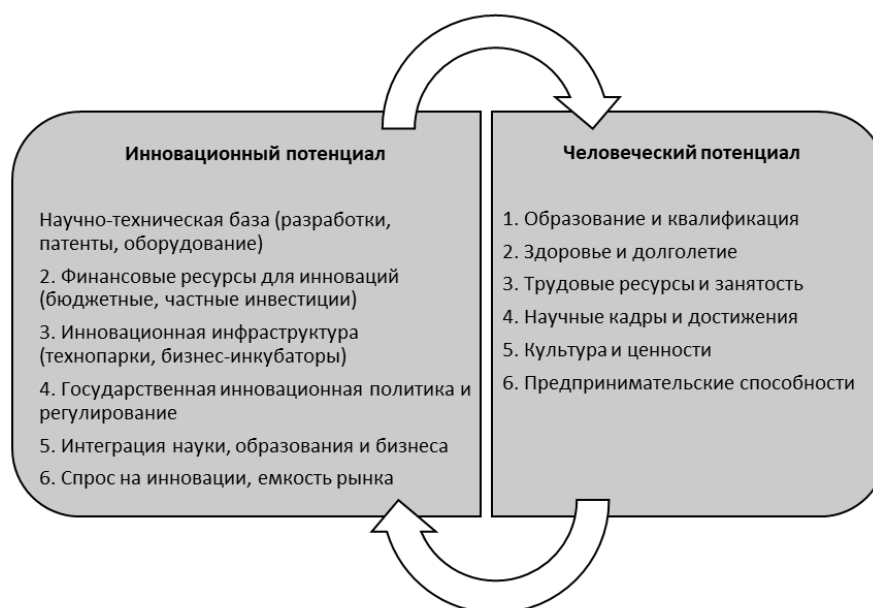 Инновационный потенциал
Научно-техническая база (разработки,
патенты, оборудование)
2. Финансовые ресурсы для инноваций
(бюджетные, частные инвестиции)
3. Инновационная инфраструктура
(технопарки, бизнес-инкубаторы)
4. Государственная инновационная политика и
регулирование
5. Интеграция науки, образования и бизнеса
6. Спрос на инновации, емкость рынка
Человеческий потенциал
1. Образование и квалификация
2. Здоровье и долголетие
3. Трудовые ресурсы и занятость
4. Научные кадры и достижения
5. Культура и ценности
6. Предпринимательские способности